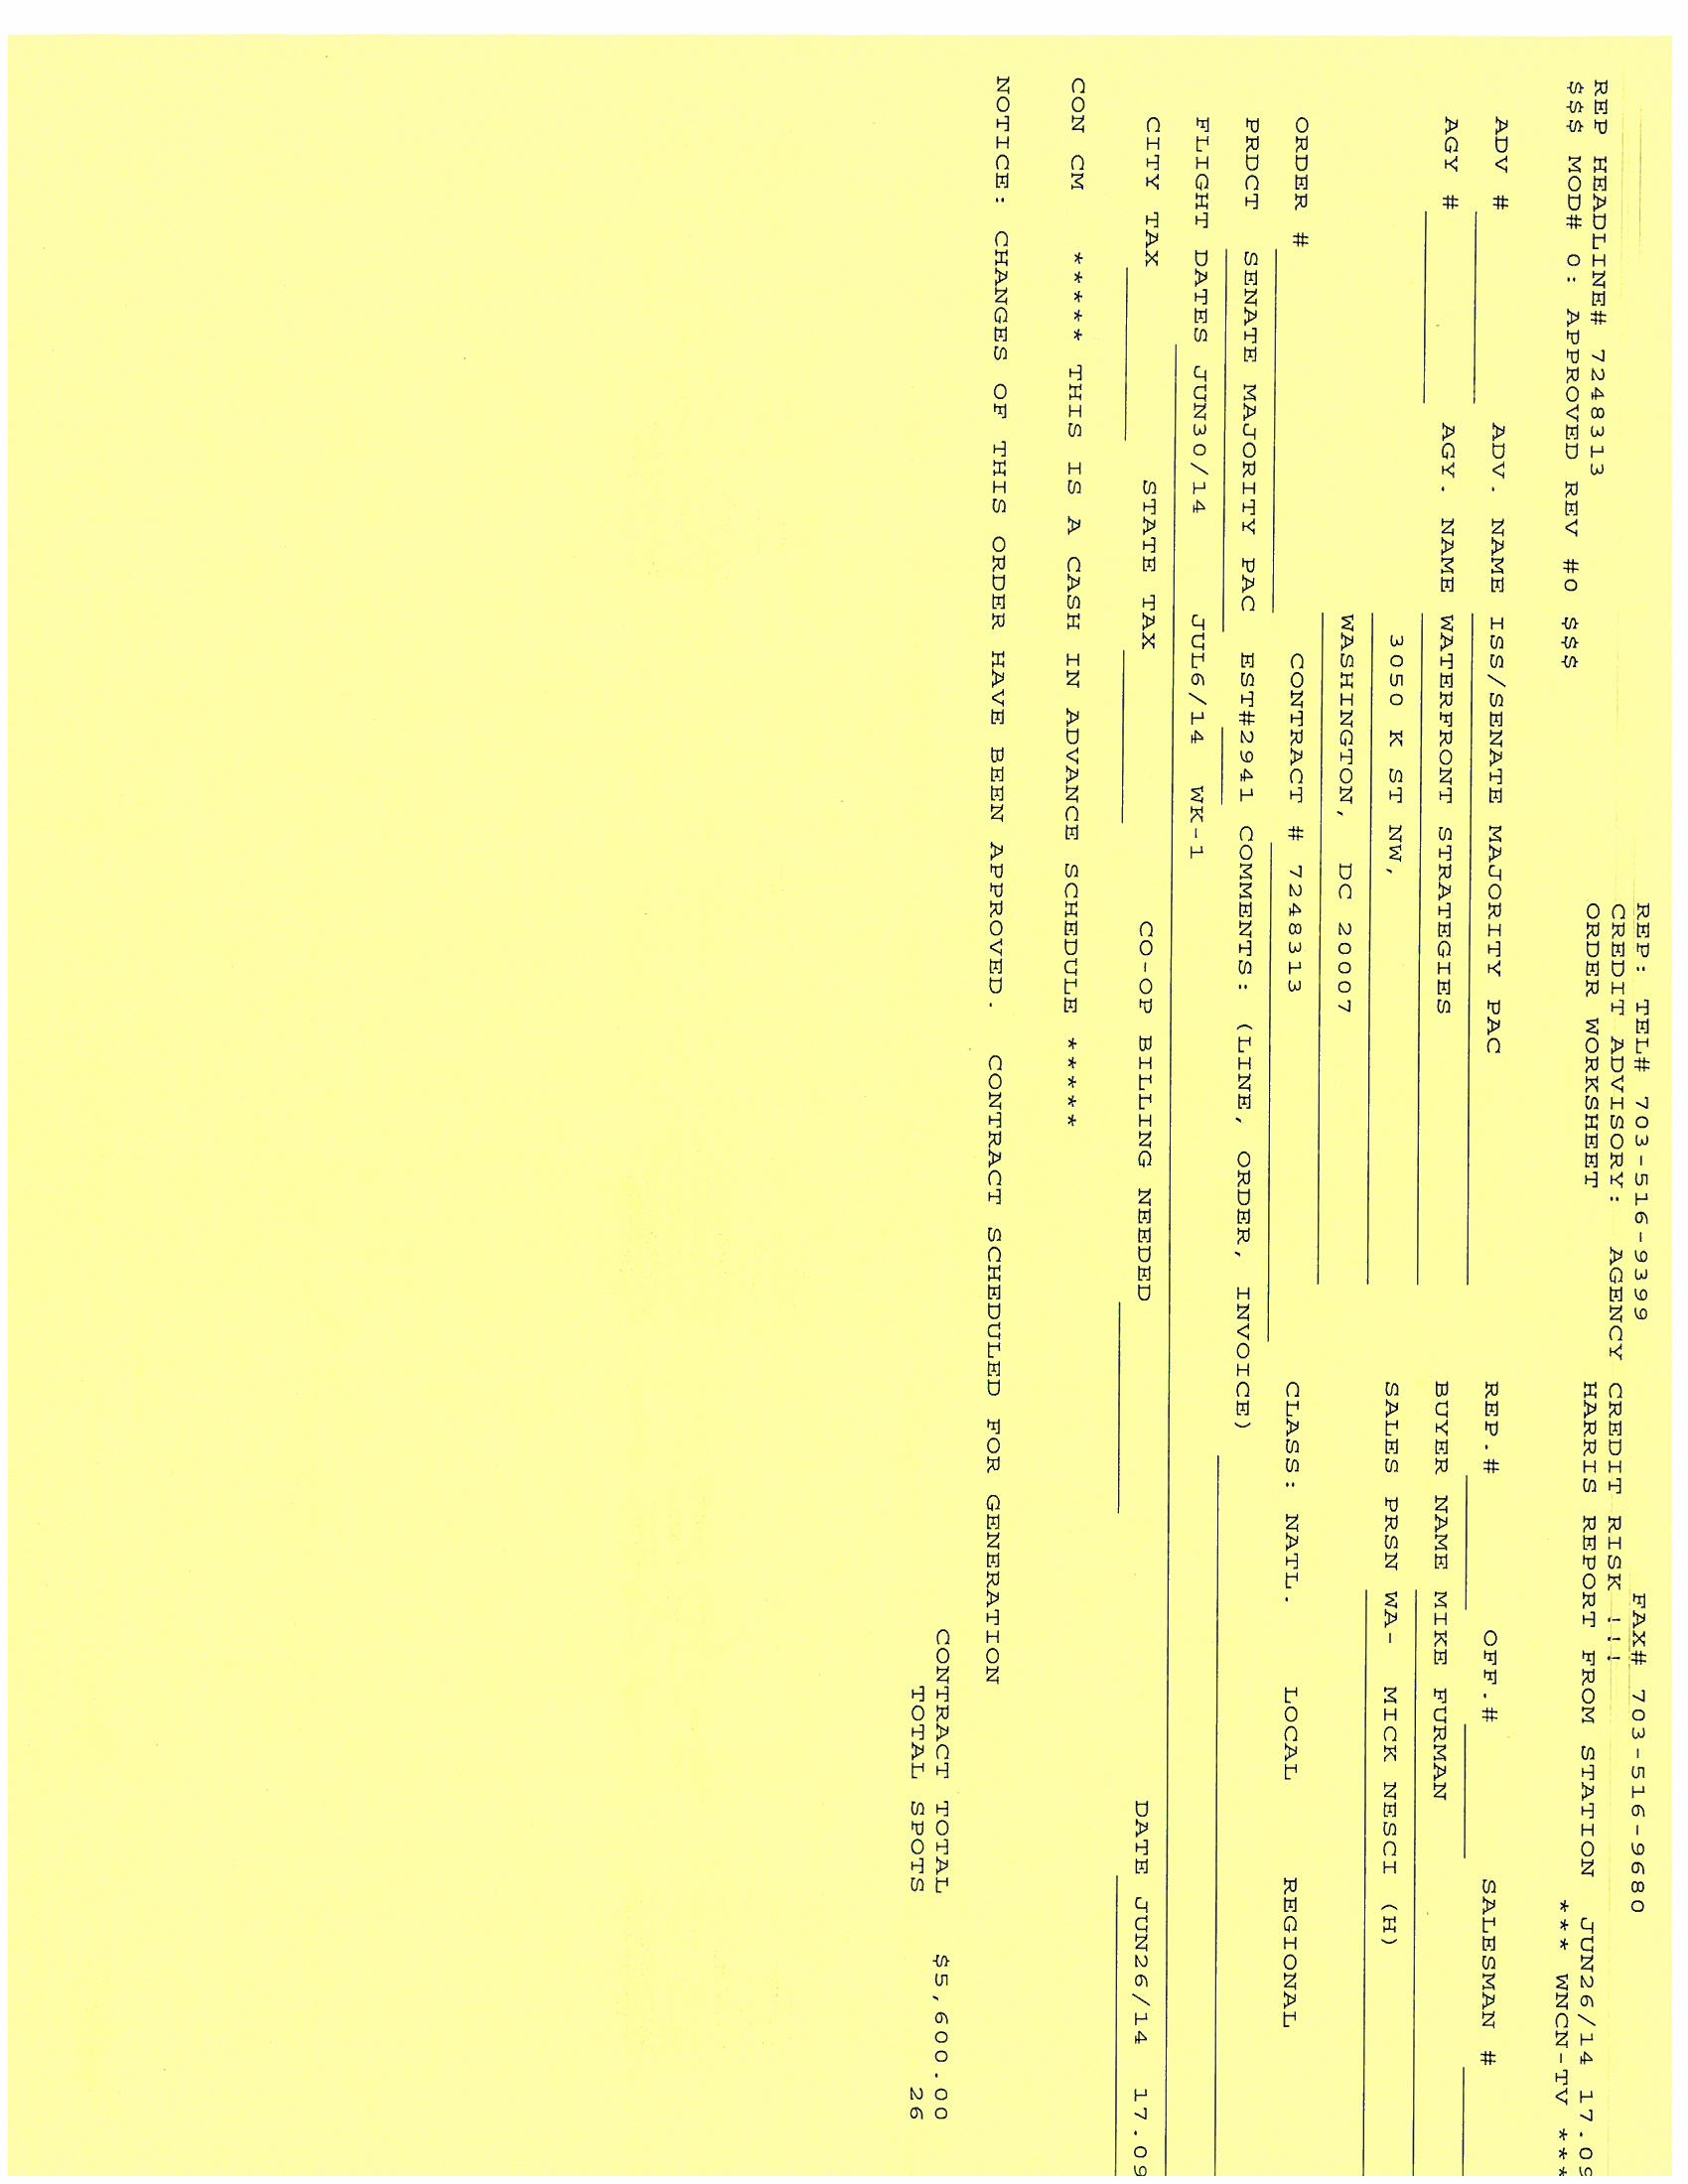 REP: TEL# 703-516-9399 FAX# 703-516-9680
CREDIT ADVISORY: AGENCY CREDIT RISK !!!
REP HEADLINE# 7248313 ORDER WORKSHEET HARRIS REPORT FROM STATION JUN26/14 17.09
$$$ MOD# 0: APPROVED REV #0 $$$ *** WNCN-TV ***
ADV # ADV. NAME ISS/SENATE MAJORITY PAC REP.# OFF.# SALESMAN #
AGY # AGY. NAME WATERFRONT STRATEGIES BUYER NAME MIKE FURMAN
3050 K ST NW, SALES PRSN WA- MICK NESCI (H)
WASHINGTON, DC 20007
ORDER # CONTRACT # 7248313 CLASS: NATL. LOCAL REGIONAL
PRDCT SENATE MAJORITY PAC EST#2941 COMMENTS: (LINE, ORDER, INVOICE)
FLIGHT DATES JUN30/14 JUL6/14 WK-1
CITY TAX STATE TAX CO-OP BILLING NEEDED DATE JUN26/14 17.09
CON CM ***** THIS IS A CASH IN ADVANCE SCHEDULE *****
NOTICE: CHANGES OF THIS ORDER HAVE BEEN APPROVED. CONTRACT SCHEDULED FOR GENERATION
CONTRACT TOTAL $5,600.00
TOTAL SPOTS 26